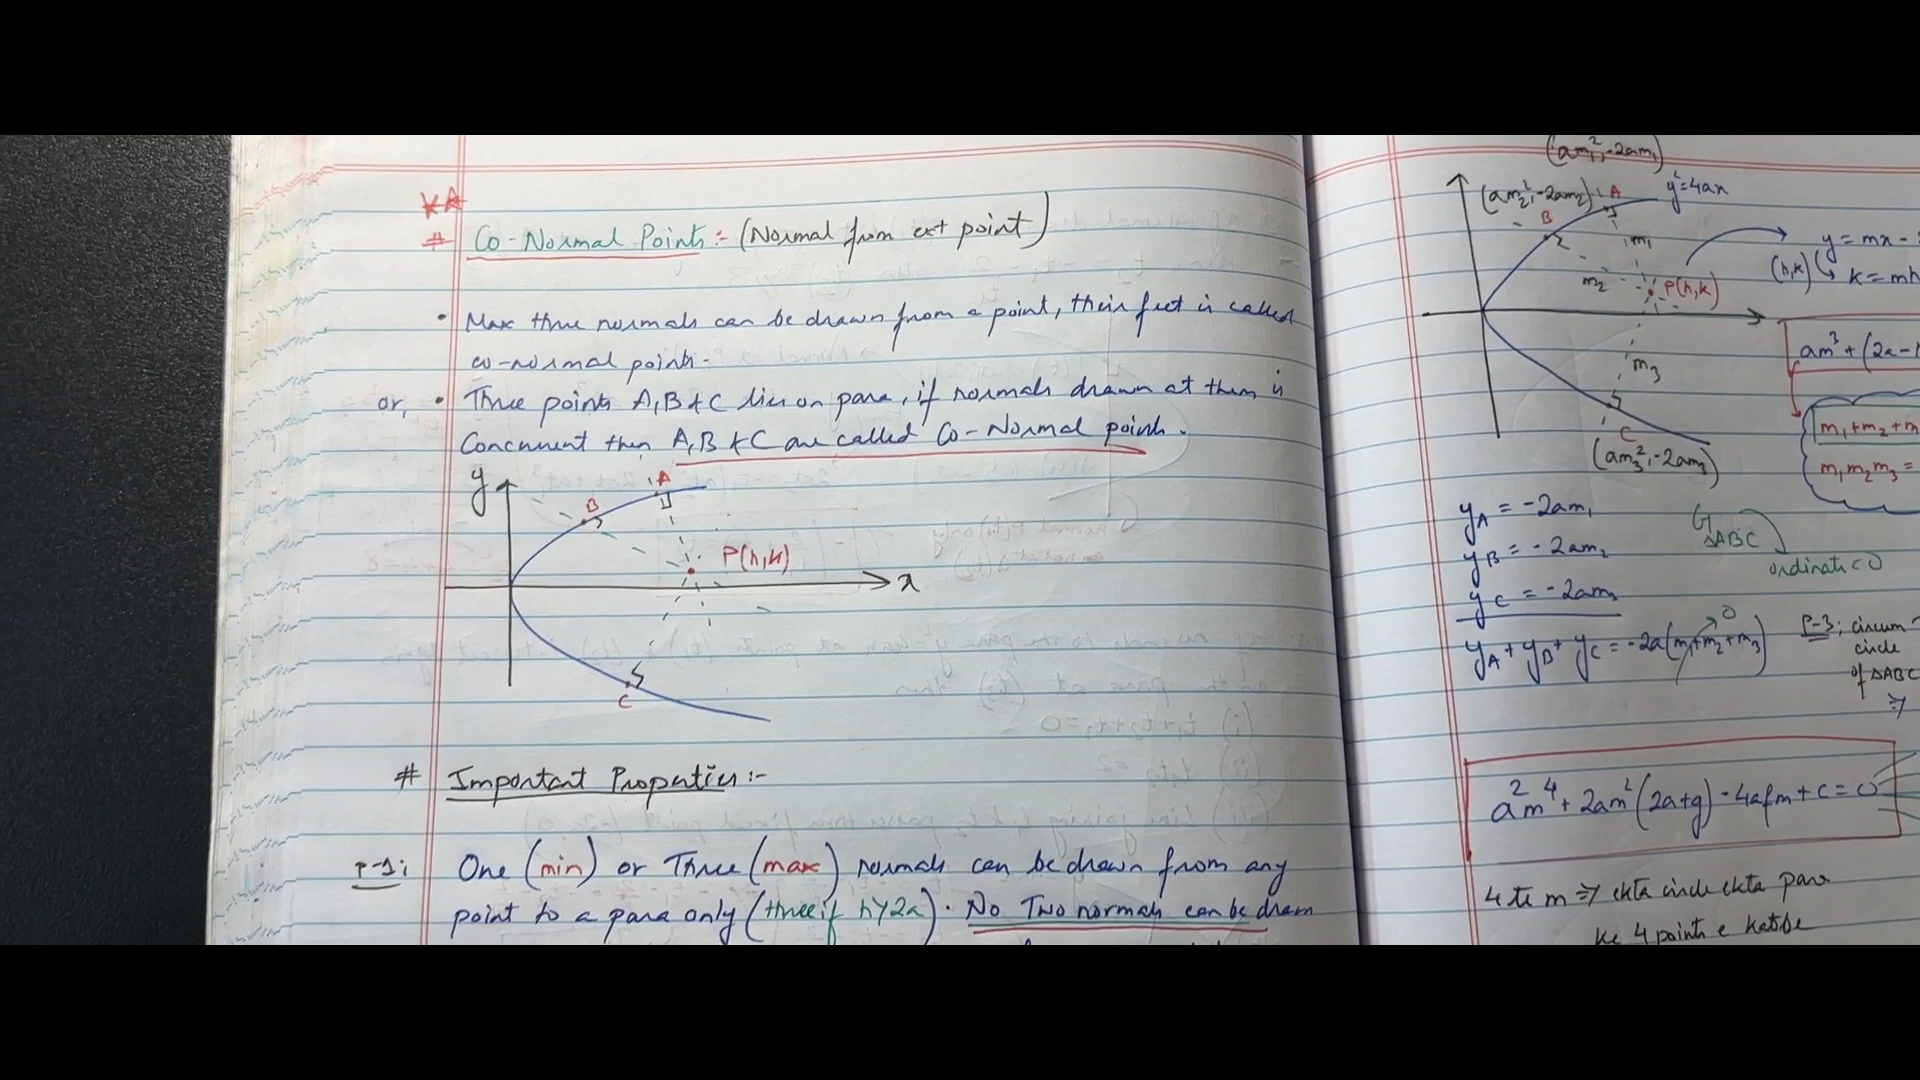 # Co-Normal Points :- (Normal from ext point)
• Max three normals can be drawn from a point, their feet is called
co-normal points.
or, • Three points A, B & C lies on para, if normals drawn at them is
Concurrent then A, B & C are called Co-Normal points.
y
A
B
P(h,k)
x
C
# Important Properties :-
P-1: One (min) or Three (max) normals can be drawn from any
point to a para only (three if h>2a). No Two normals can be drawn
(am₁², -2am₁)
(am₂², -2am₂) A y²=4ax
B
m₁
m₂ P(h,k)
m₃
C
(am₃², -2am₃)
y = mx -
(h,k) k = mh
am³ + (2a-
m₁+m₂+m
m₁m₂m₃ =
yA = -2am₁
yB = -2am₂
yC = -2am₃
G ΔABC
ordinate = 0
yA + yB + yC = -2a(m₁+m₂+m₃) 0
P-3; circum
circle
of ΔABC
⇒
a²m⁴ + 2am²(2a+g) - 4afm + c = 0
4 te m ⇒ ekta circle ekta para
ke 4 point e katbe